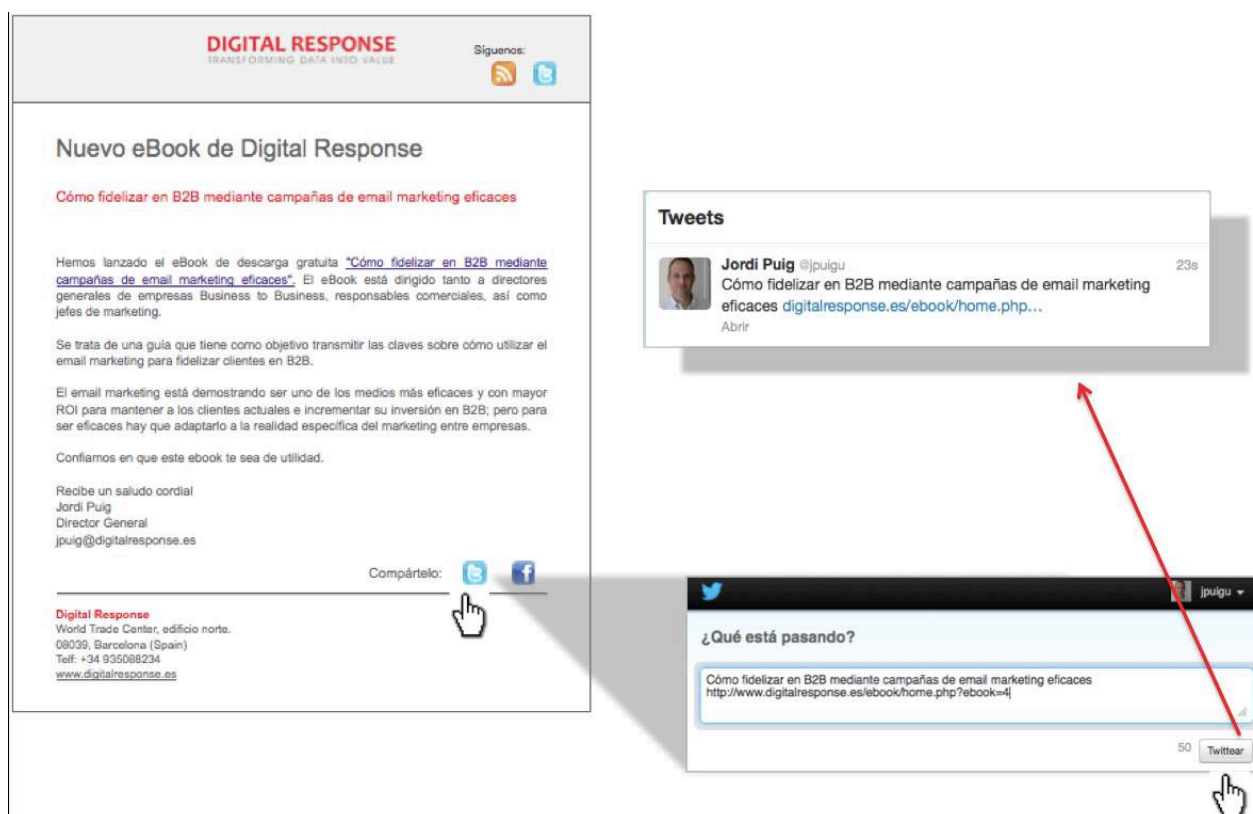 DIGITAL RESPONSE
TRANSFORMING DATA INTO VALUE
Síguenos:
Nuevo eBook de Digital Response
Cómo fidelizar en B2B mediante campañas de email marketing eficaces
Hemos lanzado el eBook de descarga gratuita "Cómo fidelizar en B2B mediante
campañas de email marketing eficaces". El eBook está dirigido tanto a directores
generales de empresas Business to Business, responsables comerciales, así como
jefes de marketing.
Se trata de una guía que tiene como objetivo transmitir las claves sobre cómo utilizar el
email marketing para fidelizar clientes en B2B.
El email marketing está demostrando ser uno de los medios más eficaces y con mayor
ROI para mantener a los clientes actuales e incrementar su inversión en B2B; pero para
ser eficaces hay que adaptarlo a la realidad específica del marketing entre empresas.
Confiamos en que este ebook te sea de utilidad.
Recibe un saludo cordial
Jordi Puig
Director General
jpuig@digitalresponse.es
Compártelo:
Digital Response
World Trade Center, edificio norte.
08039, Barcelona (Spain)
Telf: +34 935088234
www.digitalresponse.es
Tweets
Jordi Puig @jpuigu 23s
Cómo fidelizar en B2B mediante campañas de email marketing
eficaces digitalresponse.es/ebook/home.php...
Abrir
jpuigu
¿Qué está pasando?
Cómo fidelizar en B2B mediante campañas de email marketing eficaces
http://www.digitalresponse.es/ebook/home.php?ebook=4
50 Twittear